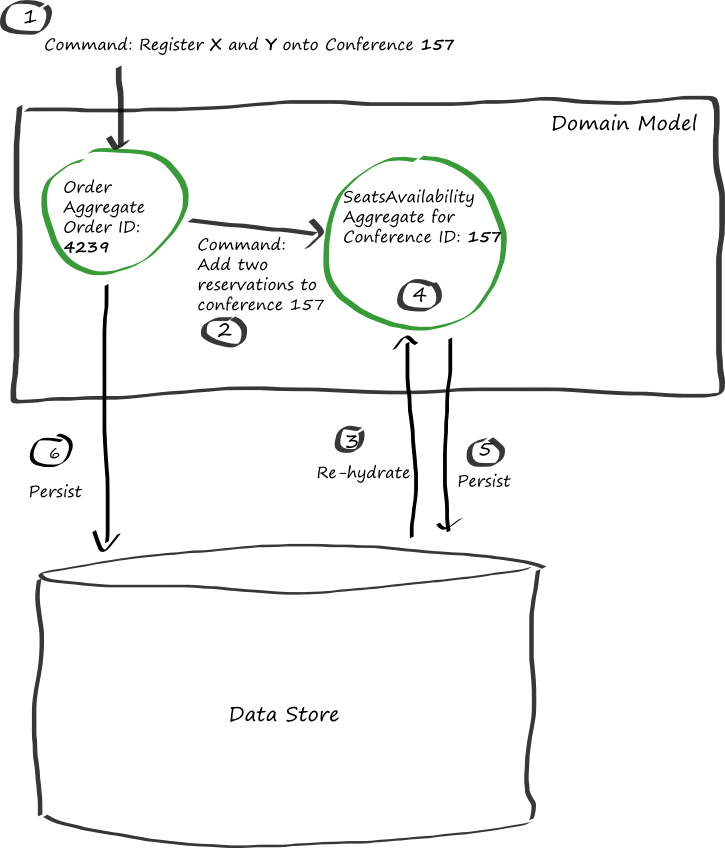 1
Command: Register X and Y onto Conference 157
Domain Model
Order
Aggregate
Order ID:
4239
SeatsAvailability
Aggregate for
Conference ID: 157
Command:
Add two
reservations to
conference 157
2
4
3
Re-hydrate
5
Persist
6
Persist
Data Store